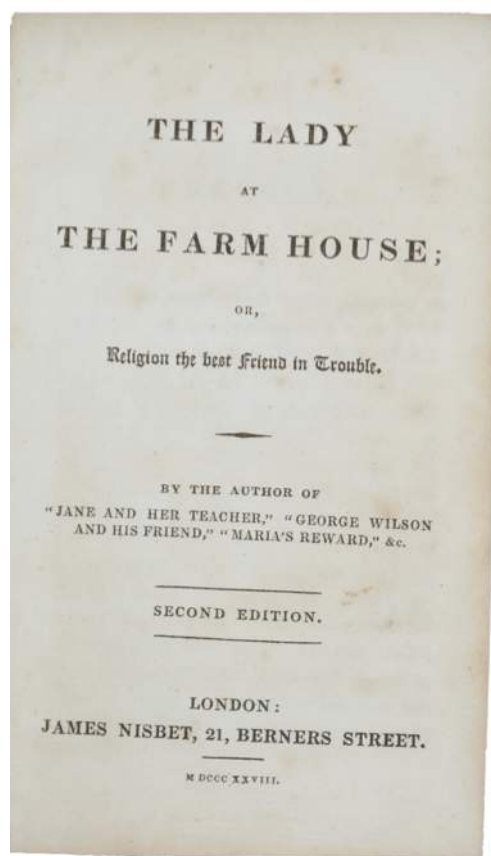 THE LADY
AT
THE FARM HOUSE;
OR,
Religion the best Friend in Trouble.
BY THE AUTHOR OF
"JANE AND HER TEACHER," "GEORGE WILSON
AND HIS FRIEND," "MARIA'S REWARD," &c.
SECOND EDITION.
LONDON:
JAMES NISBET, 21, BERNERS STREET.
M DCCC XXVIII.